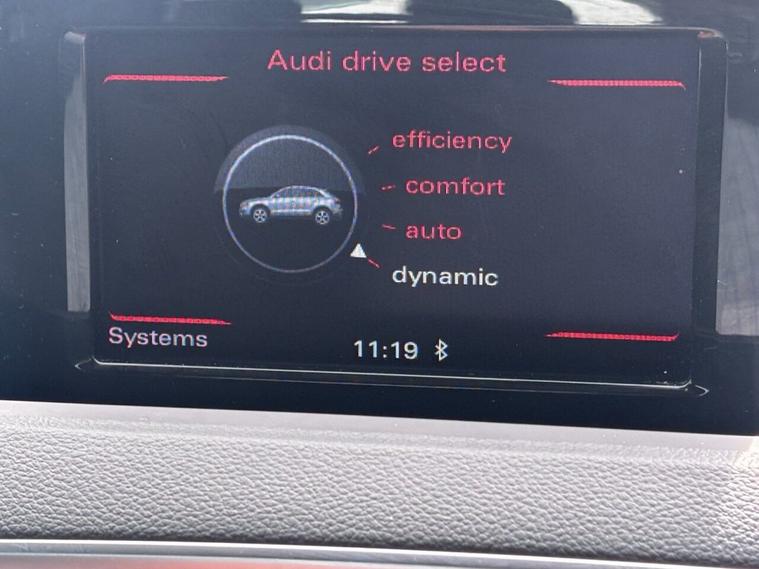 Audi drive select
efficiency
comfort
auto
dynamic
Systems
11:19